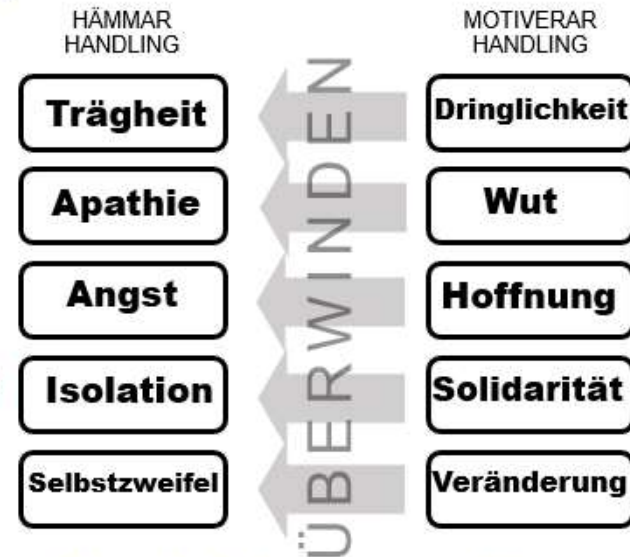 HÄMMAR
HANDLING
MOTIVERAR
HANDLING
Trägheit
Dringlichkeit
Apathie
Wut
Angst
Hoffnung
Isolation
Solidarität
Selbstzweifel
Veränderung
ÜBERWINDEN